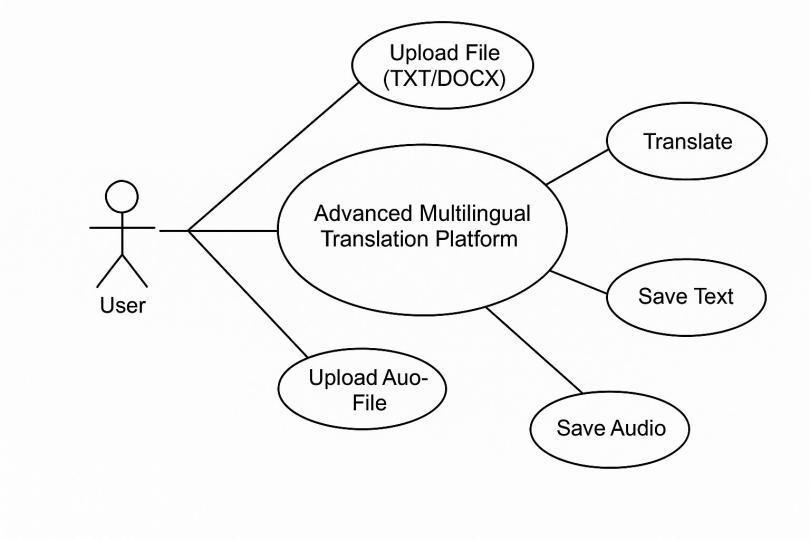 Upload File
(TXT/DOCX)
Translate
Advanced Multilingual
Translation Platform
User
Save Text
Upload Auo-
File
Save Audio